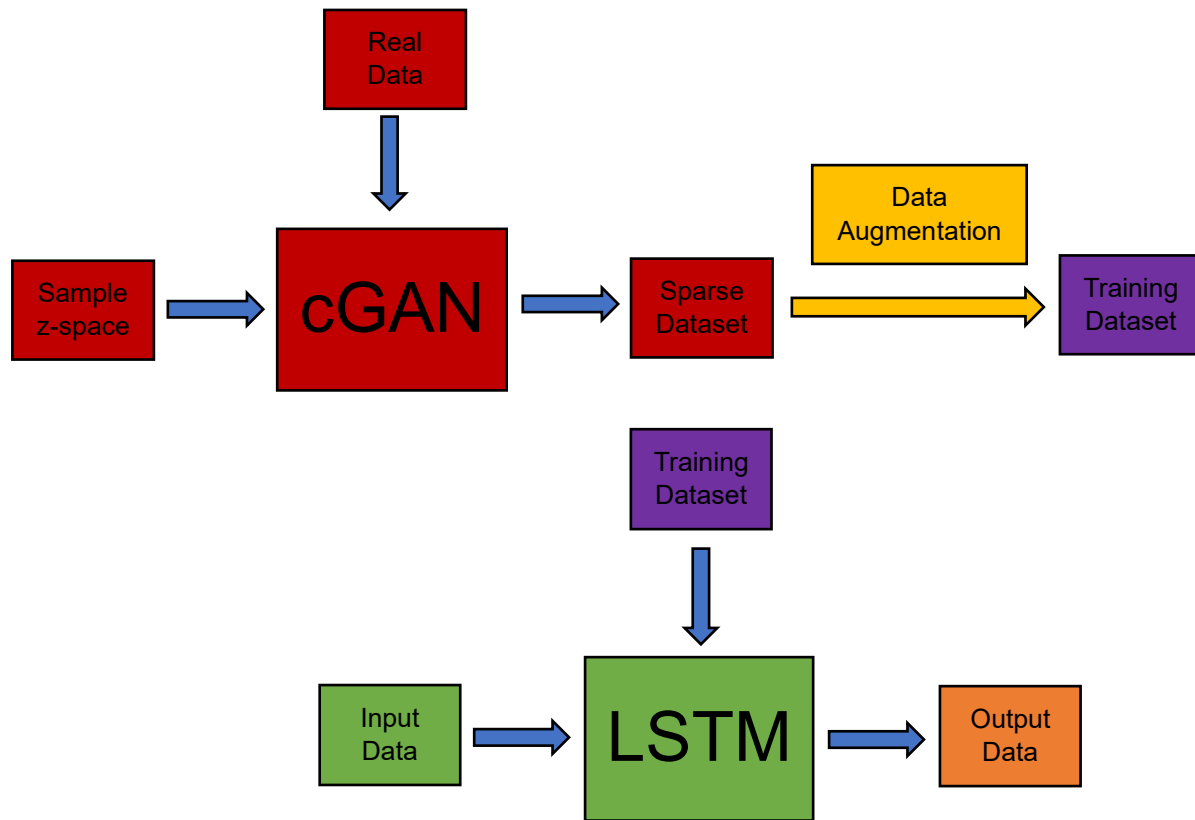 Real
Data
Data
Augmentation
Sample
z-space
cGAN
Sparse
Dataset
Training
Dataset
Training
Dataset
Input
Data
LSTM
Output
Data